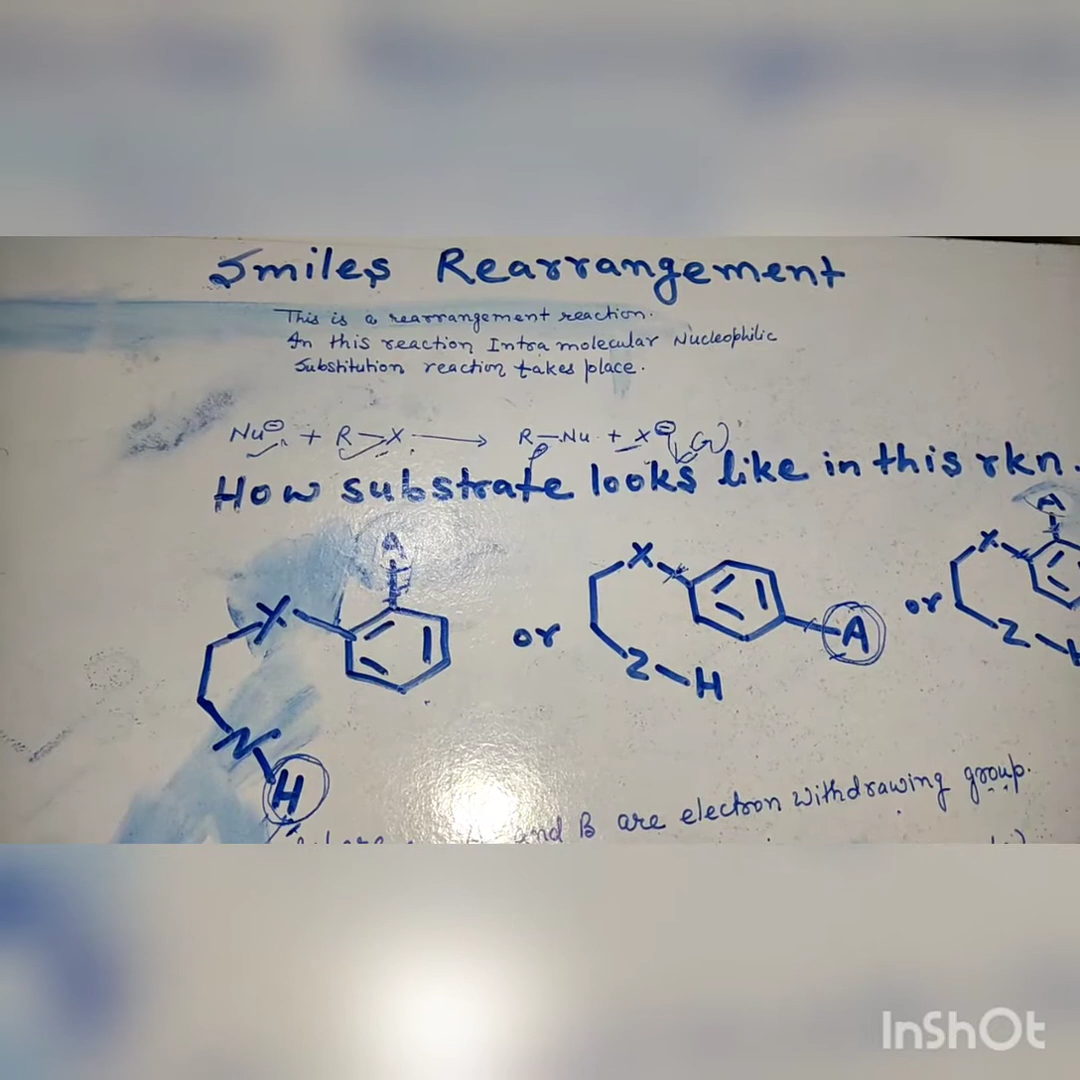 Smiles Rearrangement
This is a rearrangement reaction.
In this reaction Intra molecular Nucleophilic
Substitution reaction takes place.
Nu⊖ + R–X → R–Nu + X⊖
How substrate looks like in this rkn.
A
X
N
H
or
X
A
Z–H
or
A
X
Z
H
and B are electron withdrawing group.
InShOt